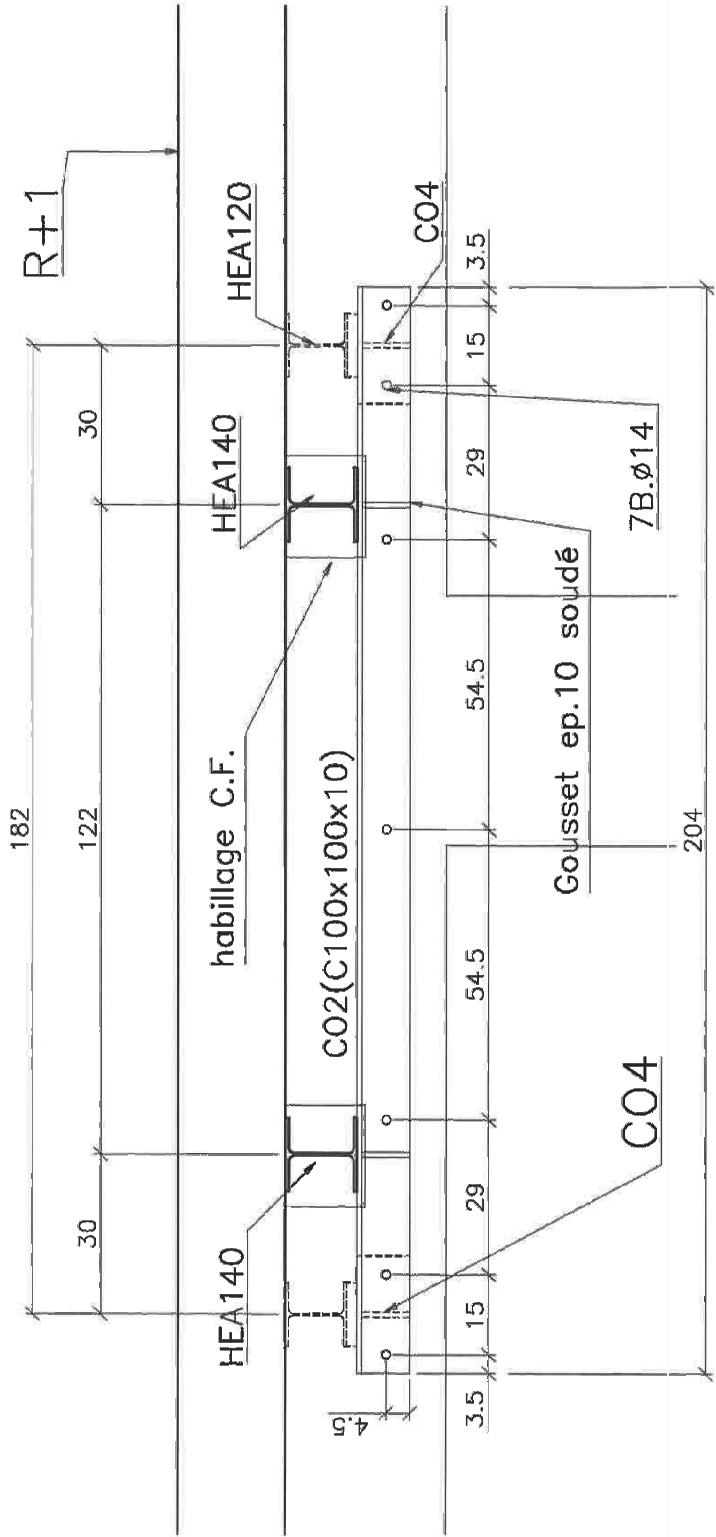 182
30
122
30
R+1
HEA140
habillage C.F.
HEA140
HEA120
CO2(C100x100x10)
CO4
4.5
3.5
15
29
54.5
54.5
29
15
3.5
CO4
Gousset ep.10 soudé
7B.ø14
204